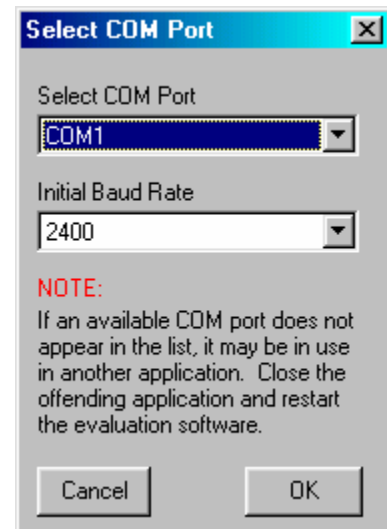 Select COM Port
Select COM Port
COM1
Initial Baud Rate
2400
NOTE:
If an available COM port does not
appear in the list, it may be in use
in another application.  Close the
offending application and restart
the evaluation software.
Cancel OK